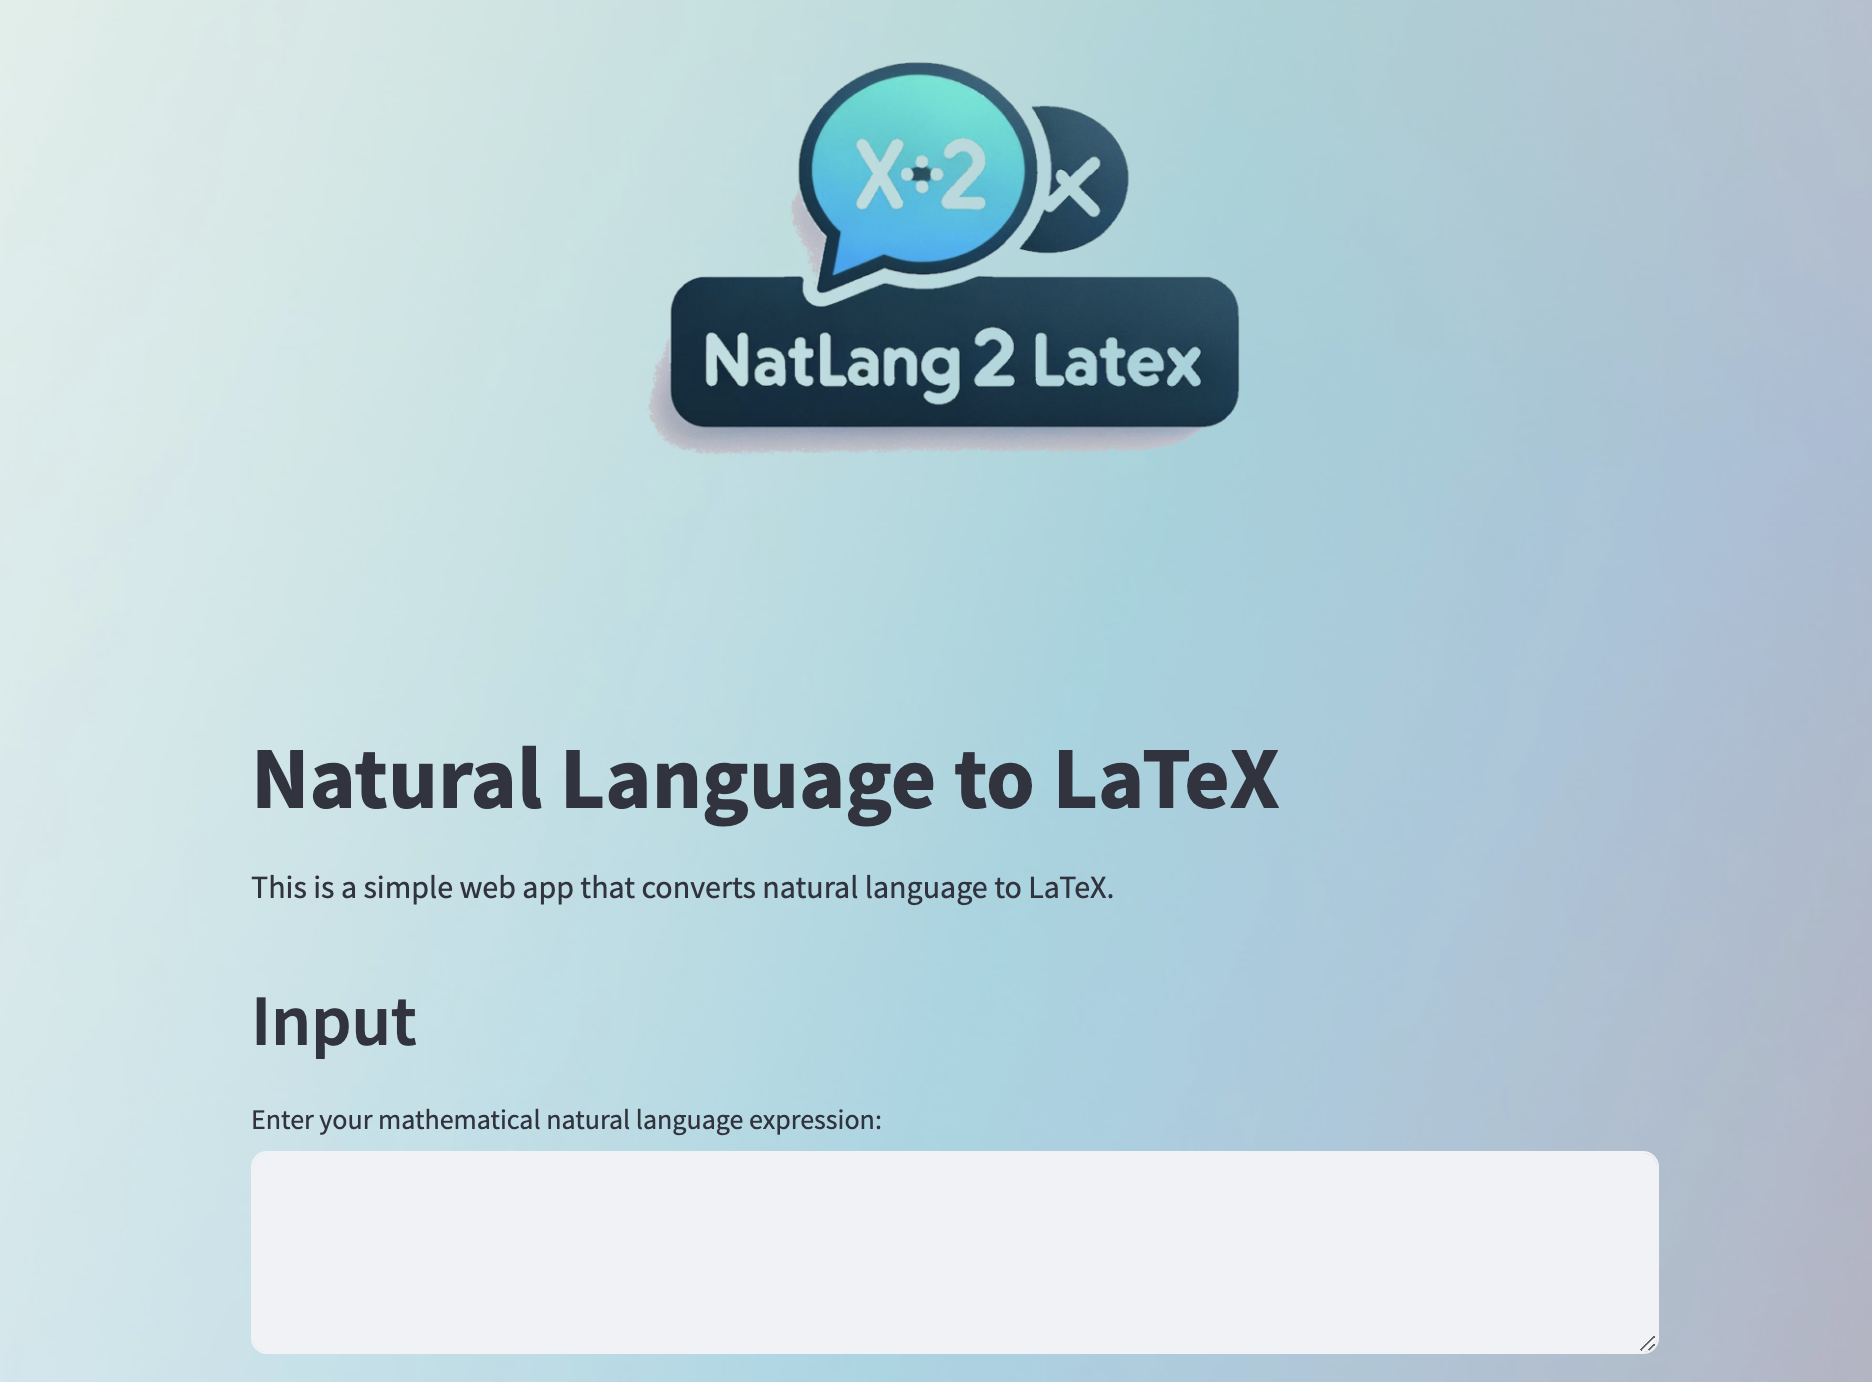 X÷2
x
NatLang 2 Latex
Natural Language to LaTeX
This is a simple web app that converts natural language to LaTeX.
Input
Enter your mathematical natural language expression: